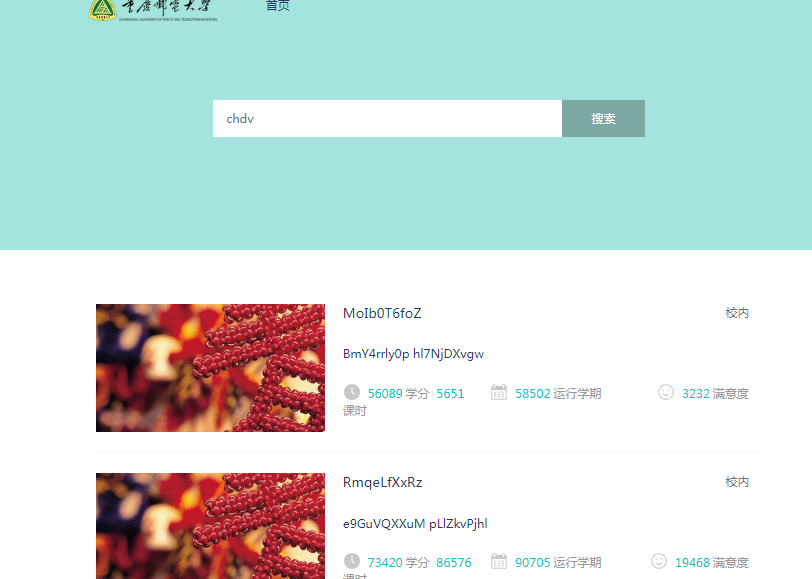 重庆邮电大学
CHONGQING UNIVERSITY OF POSTS AND TELECOMMUNICATIONS
首页
chdv
搜索
MoIb0T6foZ
校内
BmY4rrly0p hl7NjDXvgw
56089 学分 5651 课时
58502 运行学期
3232 满意度
RmqeLfXxRz
校内
e9GuVQXXuM pLlZkvPjhl
73420 学分 86576 课时
90705 运行学期
19468 满意度